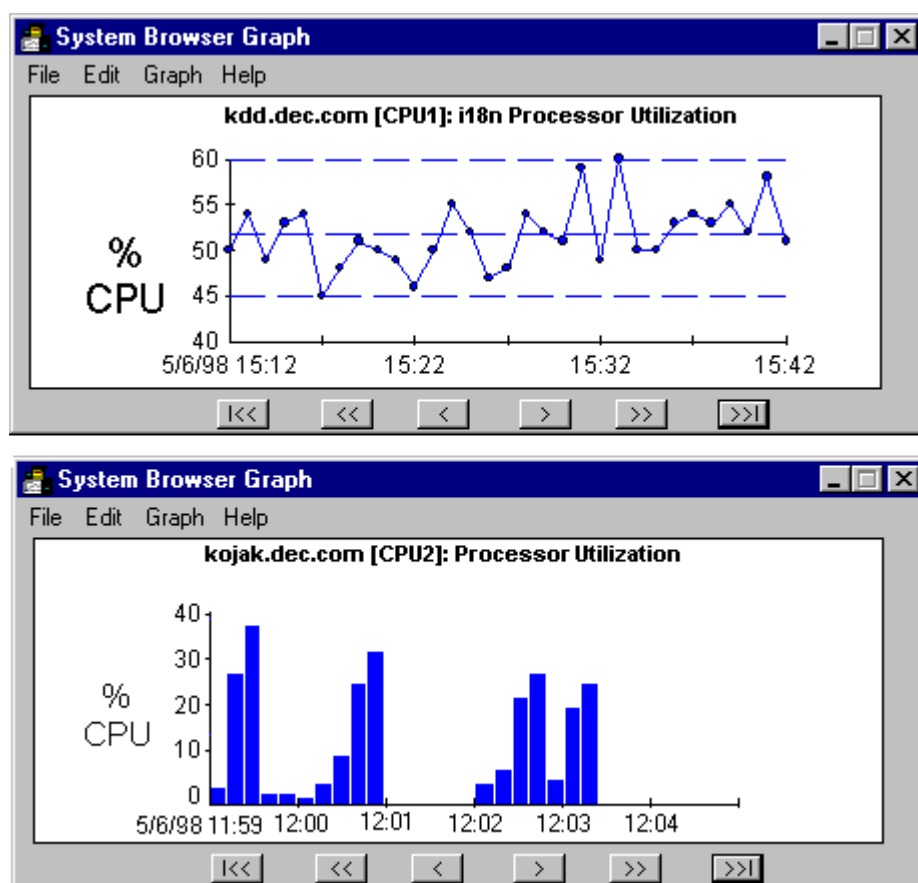 System Browser Graph
File Edit Graph Help
kdd.dec.com [CPU1]: i18n Processor Utilization
60
55
50
45
40
% CPU
5/6/98 15:12 15:22 15:32 15:42
|<< << < > >> >>|
System Browser Graph
File Edit Graph Help
kojak.dec.com [CPU2]: Processor Utilization
40
30
20
10
0
% CPU
5/6/98 11:59 12:00 12:01 12:02 12:03 12:04
|<< << < > >> >>|